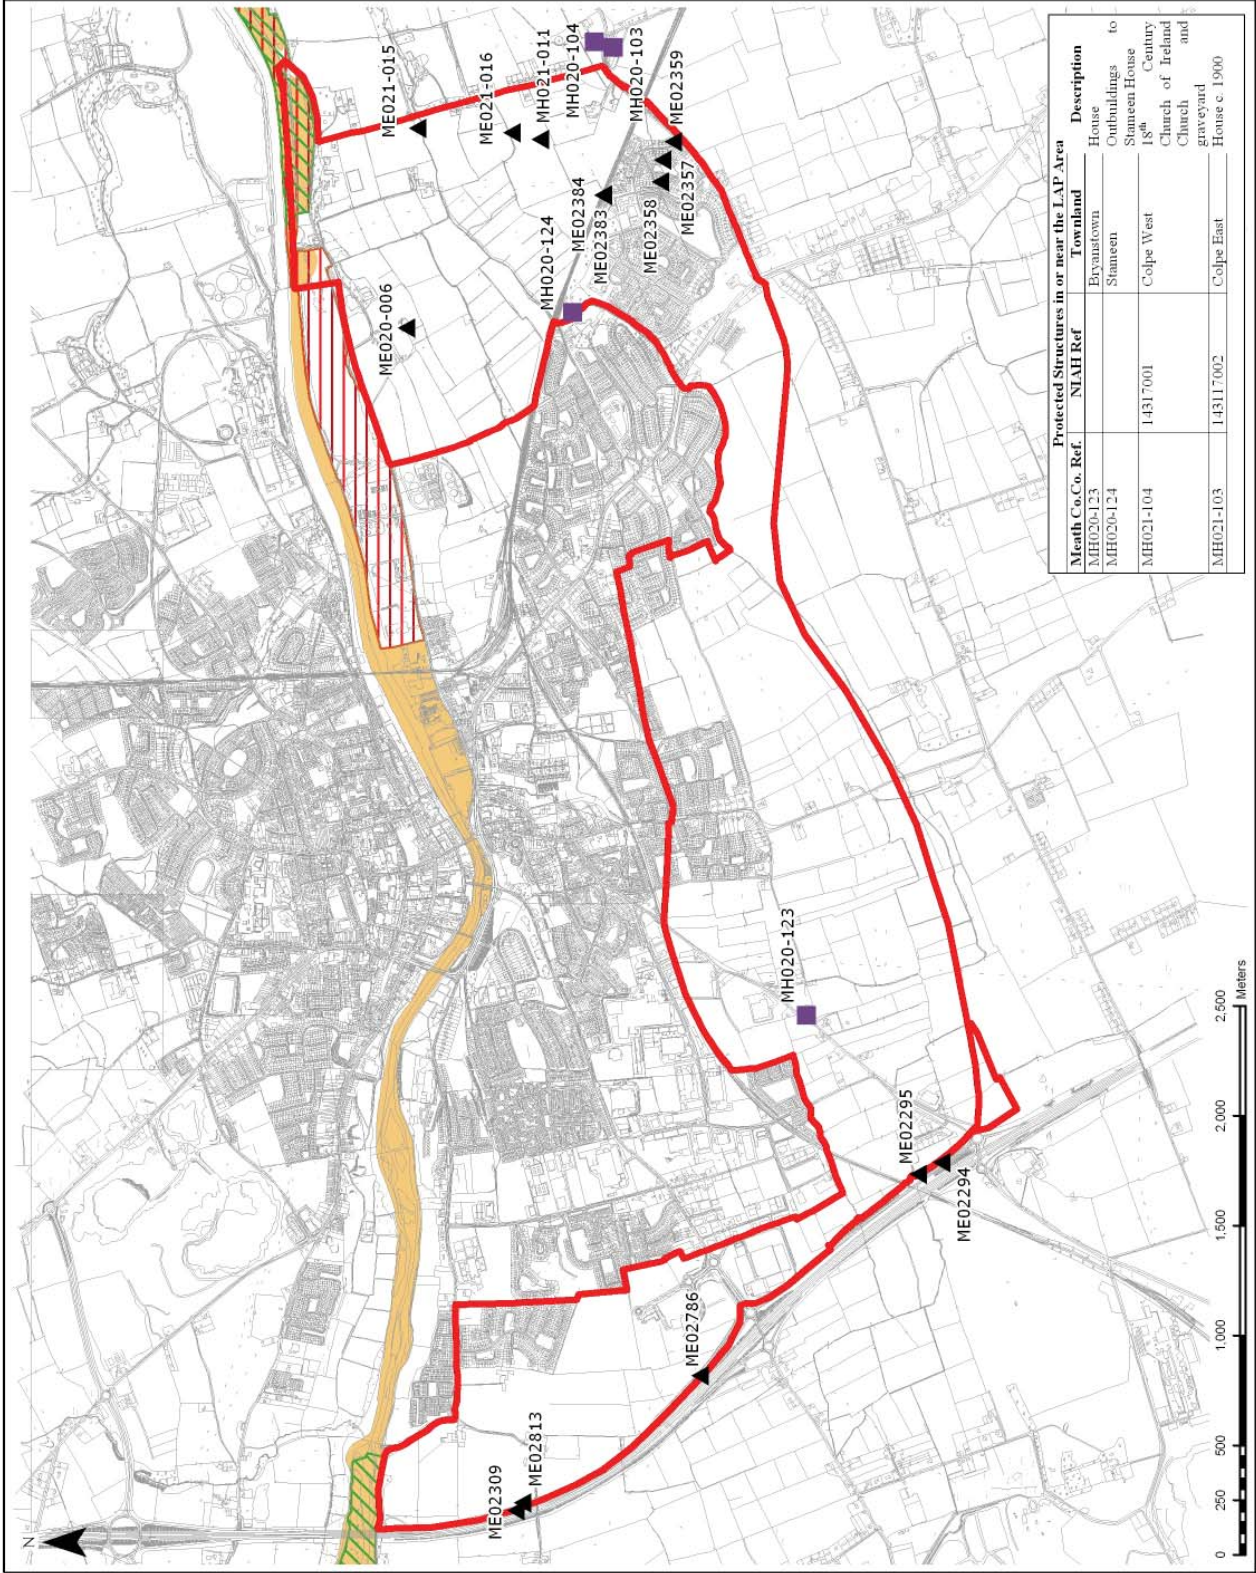 N
ME021-015
ME021-016
MH021-011
MH020-104
MH020-103
ME02359
ME020-006
MH020-124
ME02384
ME02383
ME02358
ME02357
MH020-123
ME02295
ME02294
ME02786
ME02813
ME02309
0 250 500 1,000 1,500 2,000 2,500
Meters
Protected Structures in or near the LAP Area
Meath Co.Co. Ref. NIAH Ref Townland Description
MH020-123 Bryanstown House
MH020-124 Stameen Outbuildings to
Stameen House
MH021-104 14317001 Colpe West 18th Century
Church of Ireland
Church and
graveyard
MH021-103 143117002 Colpe East House c. 1900